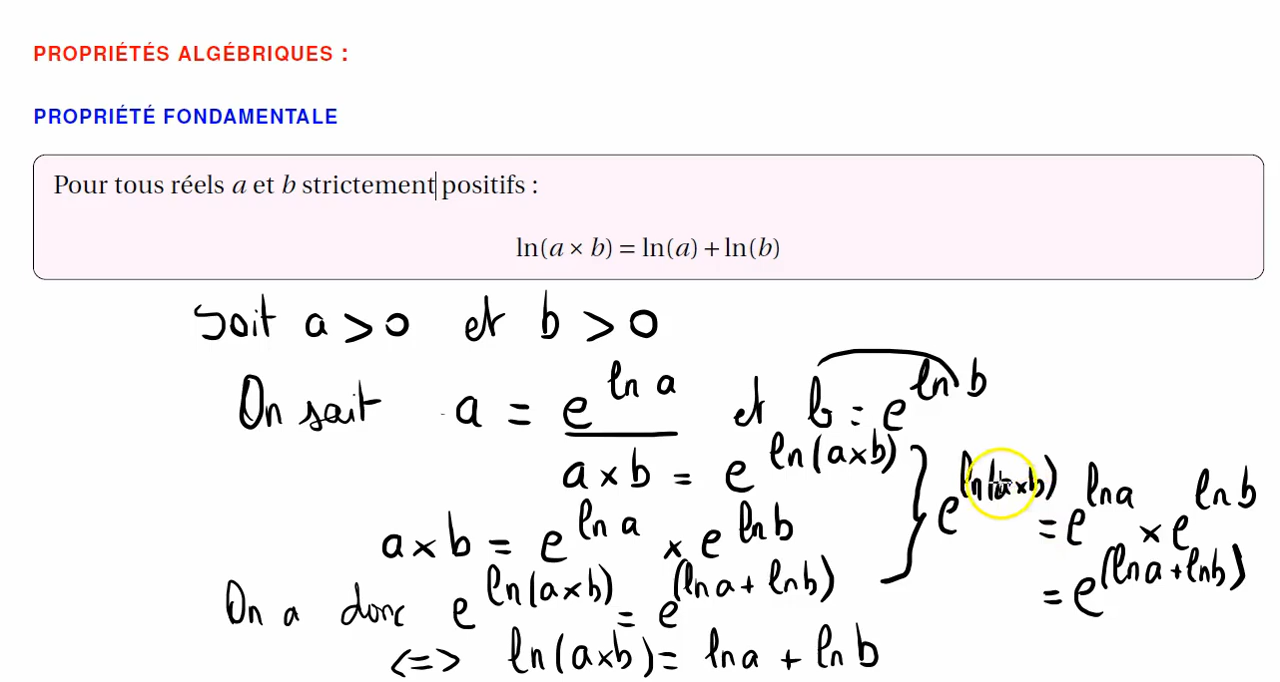 PROPRIÉTÉS ALGÉBRIQUES :
PROPRIÉTÉ FONDAMENTALE
Pour tous réels a et b strictement positifs :
ln(a × b) = ln(a) + ln(b)
Soit a > 0 et b > 0
On sait a = e^{ln a} et b = e^{ln b}
a × b = e^{ln(a×b)}
a × b = e^{ln a} × e^{ln b}
e^{ln(a×b)} = e^{ln a} × e^{ln b}
= e^{(ln a + ln b)}
On a donc e^{ln(a×b)} = e^{(ln a + ln b)}
<=> ln(a×b) = ln a + ln b